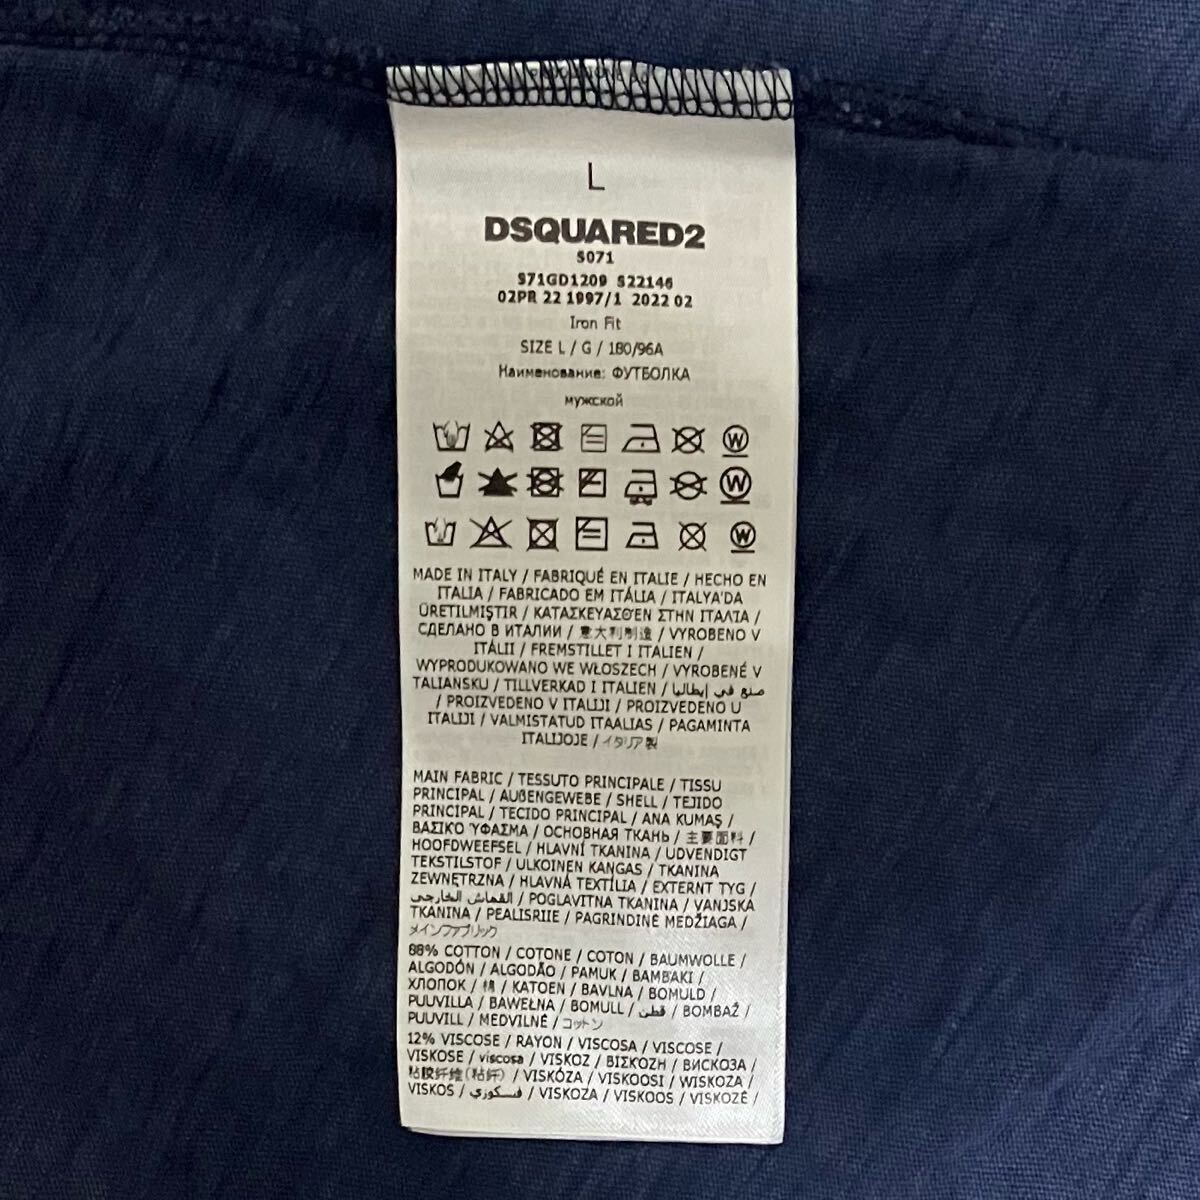 L
DSQUARED2
S071
S71GD1209 S22146
02PR 22 1997/1 2022 02
Iron Fit
SIZE L / G / 180/96A
Наименование: ФУТБОЛКА
мужской
W
W
W
MADE IN ITALY / FABRIQUÉ EN ITALIE / HECHO EN
ITALIA / FABRICADO EM ITÁLIA / ITALYA'DA
ÜRETILMIŞTIR / ΚΑΤΑΣΚΕΥΑΣΘΕΝ ΣΤΗΝ ΙΤΑΛΙΑ /
СДЕЛАНО В ИТАЛИИ / 意大利制造 / VYROBENO V
ITÁLII / FREMSTILLET I ITALIEN /
WYPRODUKOWANO WE WŁOSZECH / VYROBENÉ V
TALIANSKU / TILLVERKAD I ITALIEN / صنع في إيطاليا
/ PROIZVEDENO V ITALIJI / PROIZVEDENO U
ITALIJI / VALMISTATUD ITAALIAS / PAGAMINTA
ITALIJOJE / イタリア製
MAIN FABRIC / TESSUTO PRINCIPALE / TISSU
PRINCIPAL / AUßENGEWEBE / SHELL / TEJIDO
PRINCIPAL / TECIDO PRINCIPAL / ANA KUMAŞ /
ΒΑΣΙΚΟ ΎΦΑΣΜΑ / ОСНОВНАЯ ТКАНЬ / 主要面料 /
HOOFDWEEFSEL / HLAVNÍ TKANINA / UDVENDIGT
TEKSTILSTOF / ULKOINEN KANGAS / TKANINA
ZEWNĘTRZNA / HLAVNÁ TEXTÍLIA / EXTERNT TYG /
القماش الخارجي / POGLAVITNA TKANINA / VANJSKA
TKANINA / PEALISRIIE / PAGRINDINĖ MEDŽIAGA /
メインファブリック
88% COTTON / COTONE / COTON / BAUMWOLLE /
ALGODÓN / ALGODÃO / PAMUK / ΒΑΜΒΑΚΙ /
ХЛОПОК / 棉 / KATOEN / BAVLNA / BOMULD /
PUUVILLA / BAWEŁNA / BOMULL / قطن / BOMBAŽ /
PUUVILL / MEDVILNĖ / コットン
12% VISCOSE / RAYON / VISCOSA / VISCOSE /
VISKOSE / viscosa / VISKOZ / ΒΙΣΚΟΖΗ / ВИСКОЗА /
粘胶纤维(粘纤) / VISKÓZA / VISKOOSI / WISKOZA /
VISKOS / فسكوزي / VISKOZA / VISKOOS / VISKOZĖ /